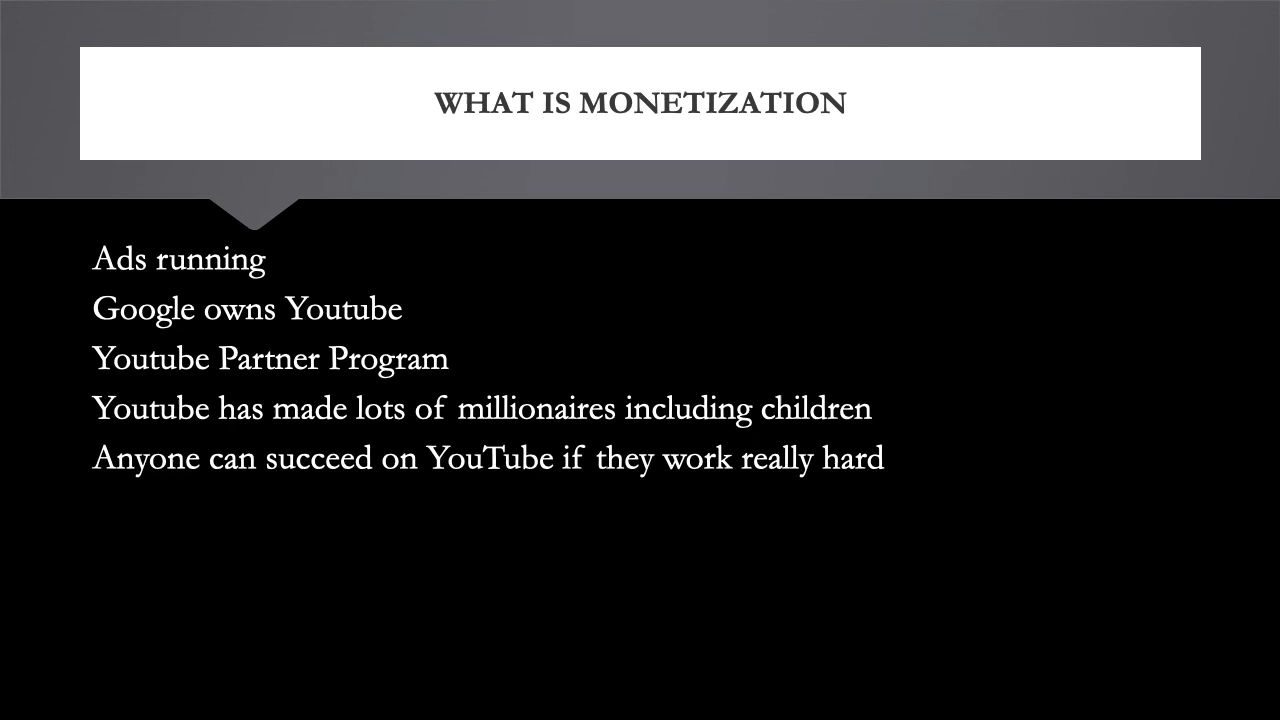 WHAT IS MONETIZATION
Ads running
Google owns Youtube
Youtube Partner Program
Youtube has made lots of millionaires including children
Anyone can succeed on YouTube if they work really hard